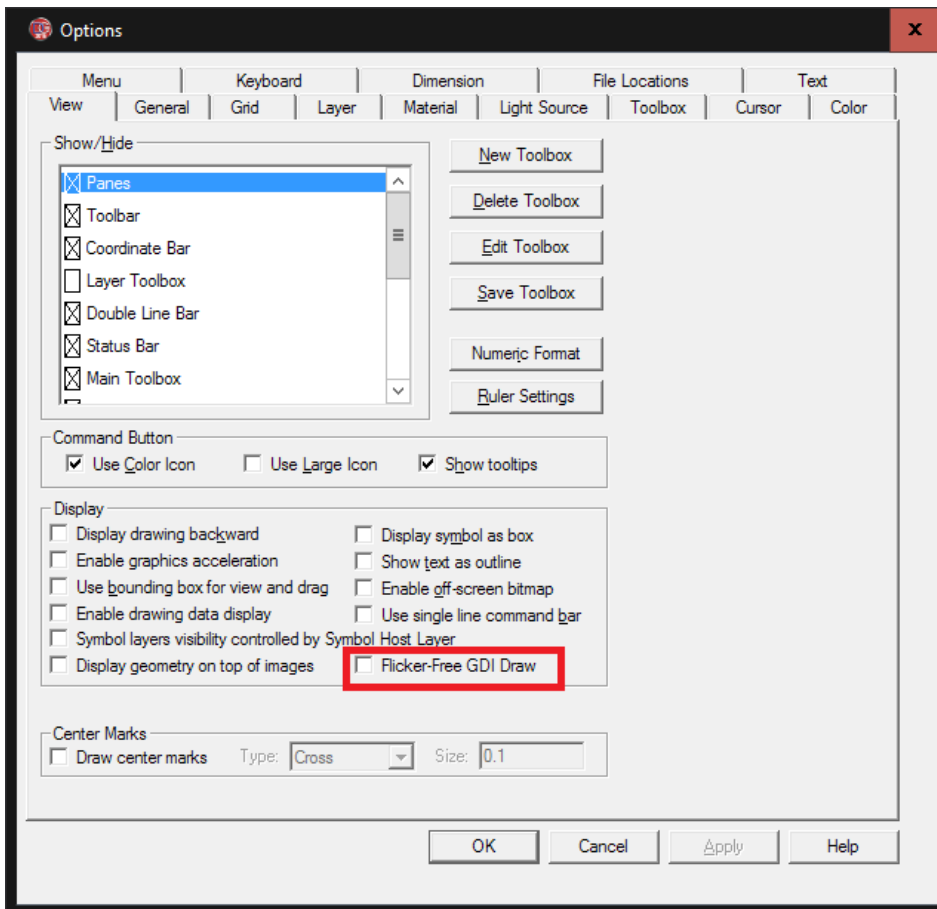 Options
x
Menu Keyboard Dimension File Locations Text
View General Grid Layer Material Light Source Toolbox Cursor Color
Show/Hide
Panes
Toolbar
Coordinate Bar
Layer Toolbox
Double Line Bar
Status Bar
Main Toolbox
New Toolbox
Delete Toolbox
Edit Toolbox
Save Toolbox
Numeric Format
Ruler Settings
Command Button
Use Color Icon Use Large Icon Show tooltips
Display
Display drawing backward Display symbol as box
Enable graphics acceleration Show text as outline
Use bounding box for view and drag Enable off-screen bitmap
Enable drawing data display Use single line command bar
Symbol layers visibility controlled by Symbol Host Layer
Display geometry on top of images Flicker-Free GDI Draw
Center Marks
Draw center marks Type: Cross Size: 0.1
OK Cancel Apply Help